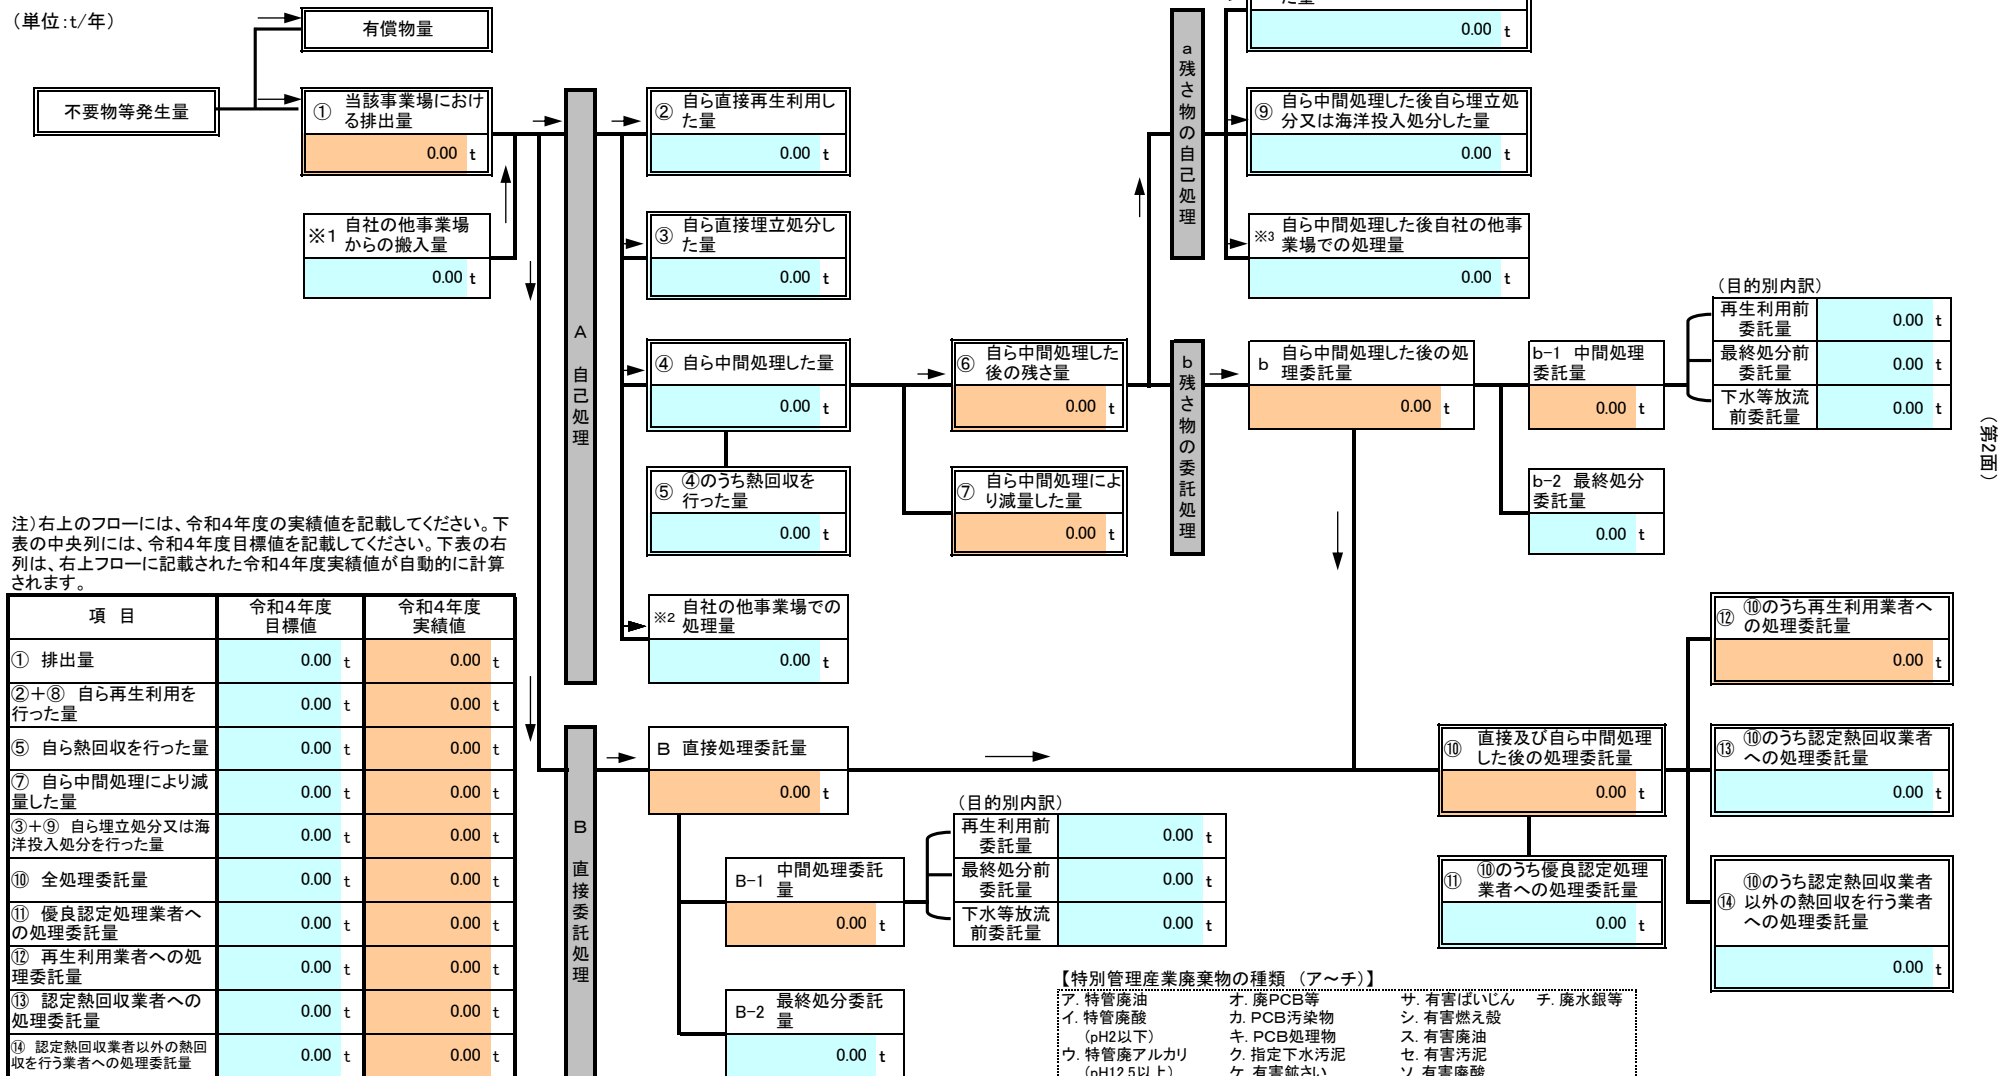 （単位：t/年）
有償物量
不要物等発生量
① 当該事業場におけ
る排出量
0.00 t
※1 自社の他事業場
からの搬入量
0.00 t
A 自己処理
② 自ら直接再生利用し
た量
0.00 t
③ 自ら直接埋立処分し
た量
0.00 t
④ 自ら中間処理した量
0.00 t
⑤ ④のうち熱回収を
行った量
0.00 t
※2 自社の他事業場での
処理量
0.00 t
⑥ 自ら中間処理した
後の残さ量
0.00 t
⑦ 自ら中間処理によ
り減量した量
0.00 t
a 残さ物の自己処理
た量
0.00 t
⑨ 自ら中間処理した後自ら埋立処
分又は海洋投入処分した量
0.00 t
※3 自ら中間処理した後自社の他事
業場での処理量
0.00 t
b 残さ物の委託処理
b 自ら中間処理した後の処
理委託量
0.00 t
b-1 中間処理
委託量
0.00 t
b-2 最終処分
委託量
0.00 t
（目的別内訳）
再生利用前
委託量
0.00 t
最終処分前
委託量
0.00 t
下水等放流
前委託量
0.00 t
（第2面）
注）右上のフローには、令和４年度の実績値を記載してください。下
表の中央列には、令和４年度目標値を記載してください。下表の右
列は、右上フローに記載された令和４年度実績値が自動的に計算
されます。
項 目
令和４年度
目標値
令和４年度
実績値
① 排出量
0.00 t 0.00 t
②＋⑧ 自ら再生利用を
行った量
0.00 t 0.00 t
⑤ 自ら熱回収を行った量
0.00 t 0.00 t
⑦ 自ら中間処理により減
量した量
0.00 t 0.00 t
③＋⑨ 自ら埋立処分又は海
洋投入処分を行った量
0.00 t 0.00 t
⑩ 全処理委託量
0.00 t 0.00 t
⑪ 優良認定処理業者へ
の処理委託量
0.00 t 0.00 t
⑫ 再生利用業者への処
理委託量
0.00 t 0.00 t
⑬ 認定熱回収業者への
処理委託量
0.00 t 0.00 t
⑭ 認定熱回収業者以外の熱回
収を行う業者への処理委託量
0.00 t 0.00 t
B 直接委託処理
B 直接処理委託量
0.00 t
B-1 中間処理委託
量
0.00 t
B-2 最終処分委託
量
0.00 t
（目的別内訳）
再生利用前
委託量
0.00 t
最終処分前
委託量
0.00 t
下水等放流
前委託量
0.00 t
⑩ 直接及び自ら中間処理
した後の処理委託量
0.00 t
⑪ ⑩のうち優良認定処理
業者への処理委託量
0.00 t
⑫ ⑩のうち再生利用業者へ
の処理委託量
0.00 t
⑬ ⑩のうち認定熱回収業者
への処理委託量
0.00 t
⑭ ⑩のうち認定熱回収業者
以外の熱回収を行う業者
への処理委託量
0.00 t
【特別管理産業廃棄物の種類 （ア～チ）】
ア. 特管廃油 オ. 廃PCB等 サ. 有害ばいじん チ. 廃水銀等
イ. 特管廃酸 カ. PCB汚染物 シ. 有害燃え殻
（pH2以下） キ. PCB処理物 ス. 有害廃油
ウ. 特管廃アルカリ ク. 指定下水汚泥 セ. 有害汚泥
（pH12.5以上） ケ. 有害鉱さい ソ. 有害廃酸